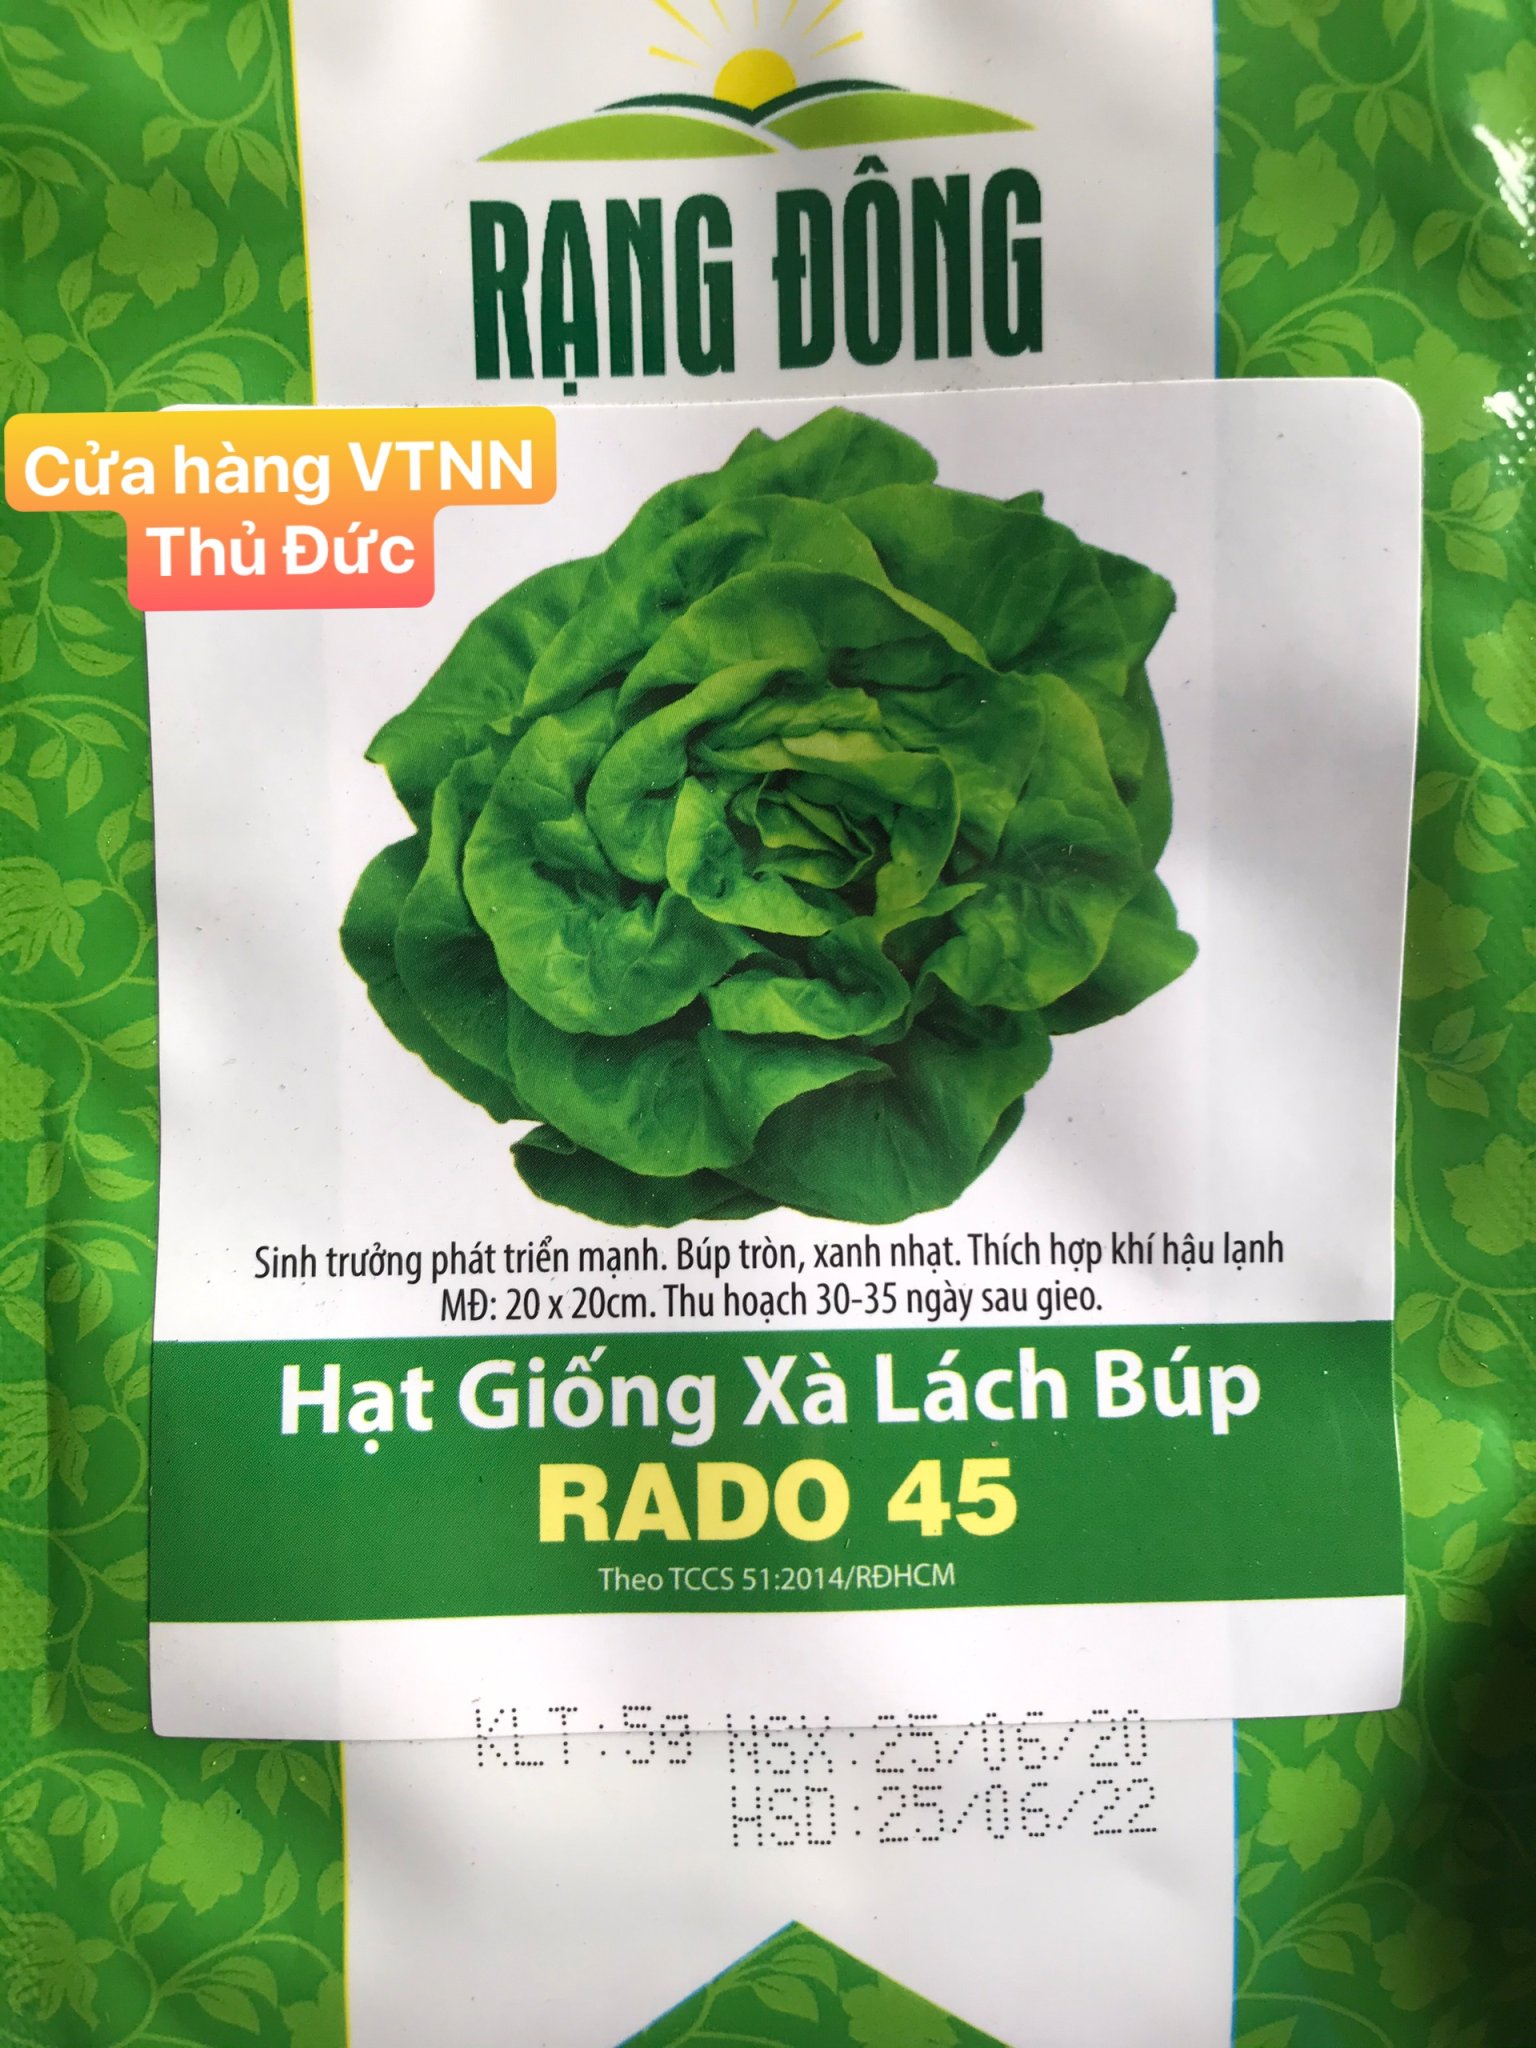 RẠNG ĐÔNG
Cửa hàng VTNN
Thủ Đức
Sinh trưởng phát triển mạnh. Búp tròn, xanh nhạt. Thích hợp khí hậu lạnh
MĐ: 20 x 20cm. Thu hoạch 30-35 ngày sau gieo.
Hạt Giống Xà Lách Búp
RADO 45
Theo TCCS 51:2014/RĐHCM
KLT:5g NSX:25/06/20
HSD:25/06/22